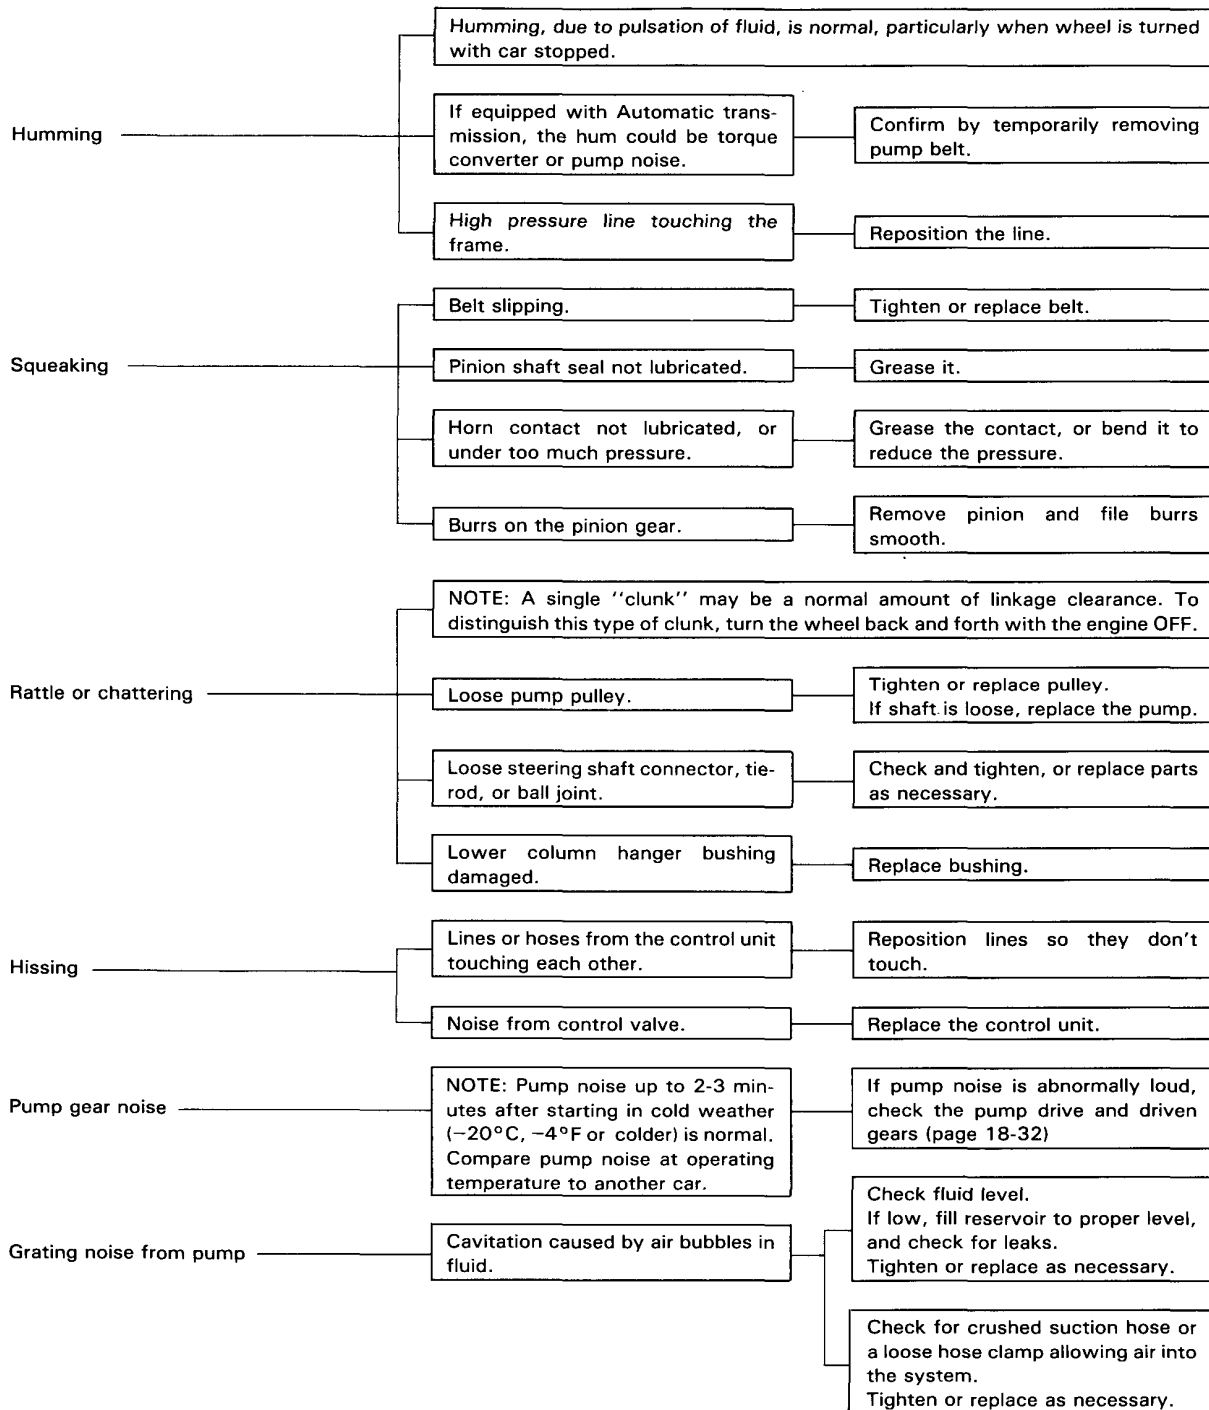 Humming, due to pulsation of fluid, is normal, particularly when wheel is turned
with car stopped.
Humming
If equipped with Automatic trans-
mission, the hum could be torque
converter or pump noise.
Confirm by temporarily removing
pump belt.
High pressure line touching the
frame.
Reposition the line.
Squeaking
Belt slipping.
Tighten or replace belt.
Pinion shaft seal not lubricated.
Grease it.
Horn contact not lubricated, or
under too much pressure.
Grease the contact, or bend it to
reduce the pressure.
Burrs on the pinion gear.
Remove pinion and file burrs
smooth.
Rattle or chattering
NOTE: A single "clunk" may be a normal amount of linkage clearance. To
distinguish this type of clunk, turn the wheel back and forth with the engine OFF.
Loose pump pulley.
Tighten or replace pulley.
If shaft is loose, replace the pump.
Loose steering shaft connector, tie-
rod, or ball joint.
Check and tighten, or replace parts
as necessary.
Lower column hanger bushing
damaged.
Replace bushing.
Hissing
Lines or hoses from the control unit
touching each other.
Reposition lines so they don't
touch.
Noise from control valve.
Replace the control unit.
Pump gear noise
NOTE: Pump noise up to 2-3 min-
utes after starting in cold weather
(−20°C, −4°F or colder) is normal.
Compare pump noise at operating
temperature to another car.
If pump noise is abnormally loud,
check the pump drive and driven
gears (page 18-32)
Grating noise from pump
Cavitation caused by air bubbles in
fluid.
Check fluid level.
If low, fill reservoir to proper level,
and check for leaks.
Tighten or replace as necessary.
Check for crushed suction hose or
a loose hose clamp allowing air into
the system.
Tighten or replace as necessary.